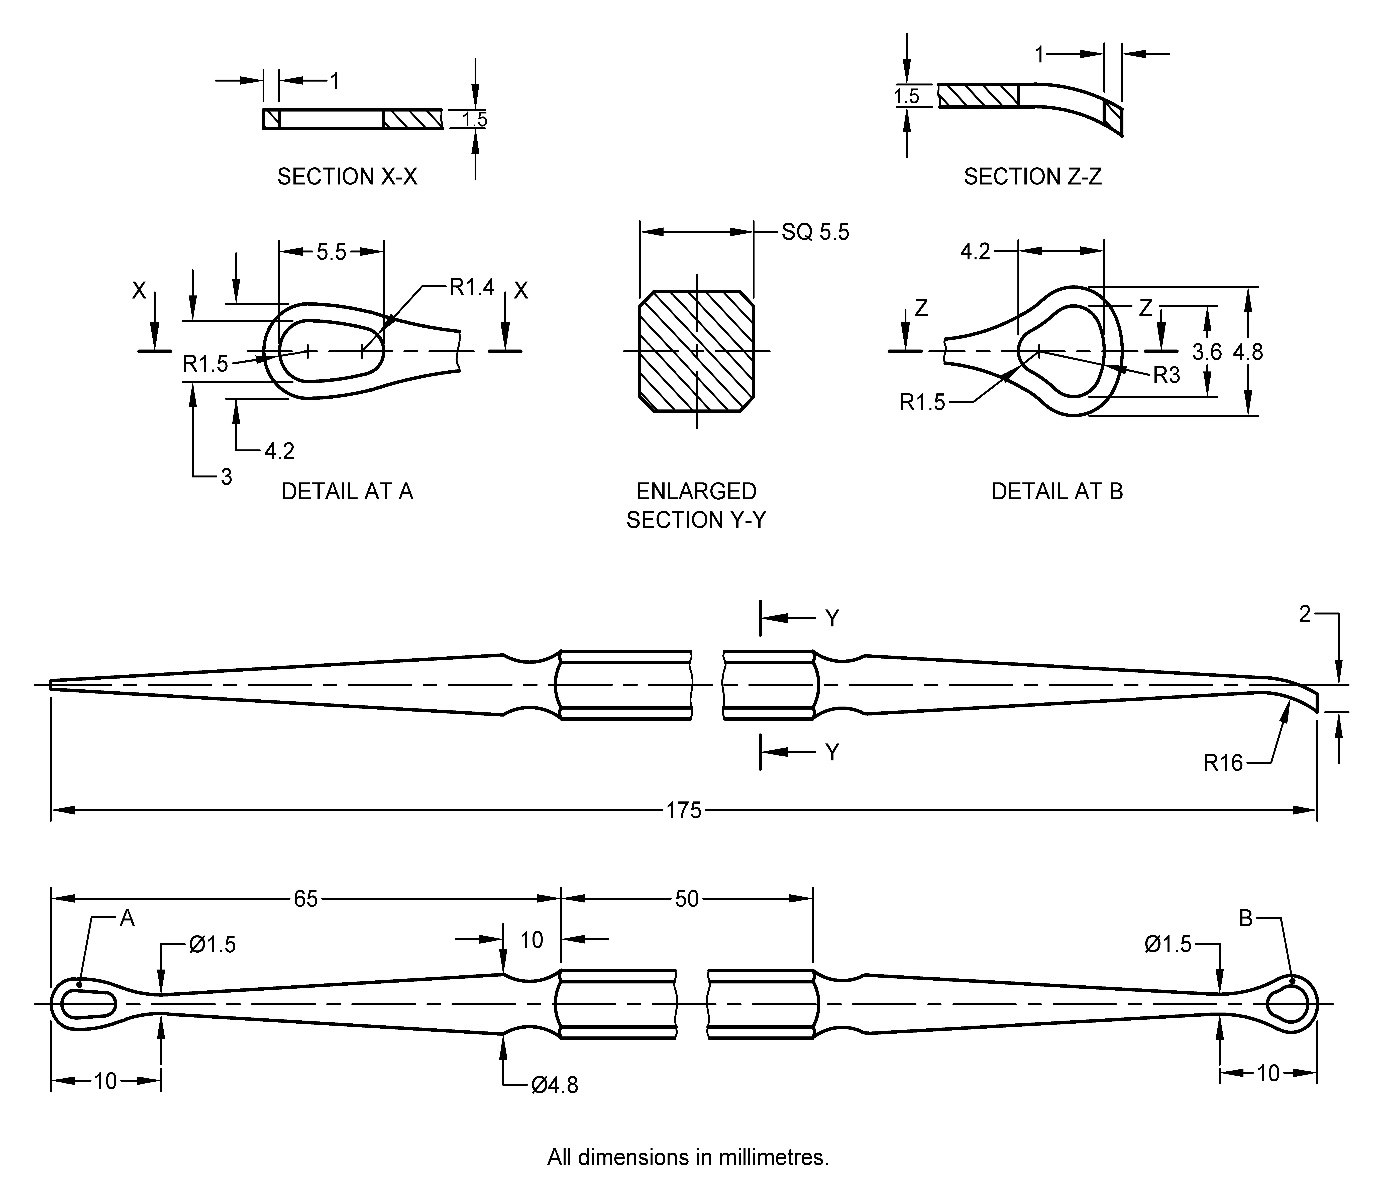 1
1.5
SECTION X-X
1
1.5
SECTION Z-Z
5.5
R1.4
X
X
R1.5
4.2
3
DETAIL AT A
SQ 5.5
ENLARGED
SECTION Y-Y
4.2
Z
Z
3.6
4.8
R3
R1.5
DETAIL AT B
Y
Y
2
R16
175
65
50
A
Ø1.5
10
Ø1.5
B
10
Ø4.8
10
All dimensions in millimetres.